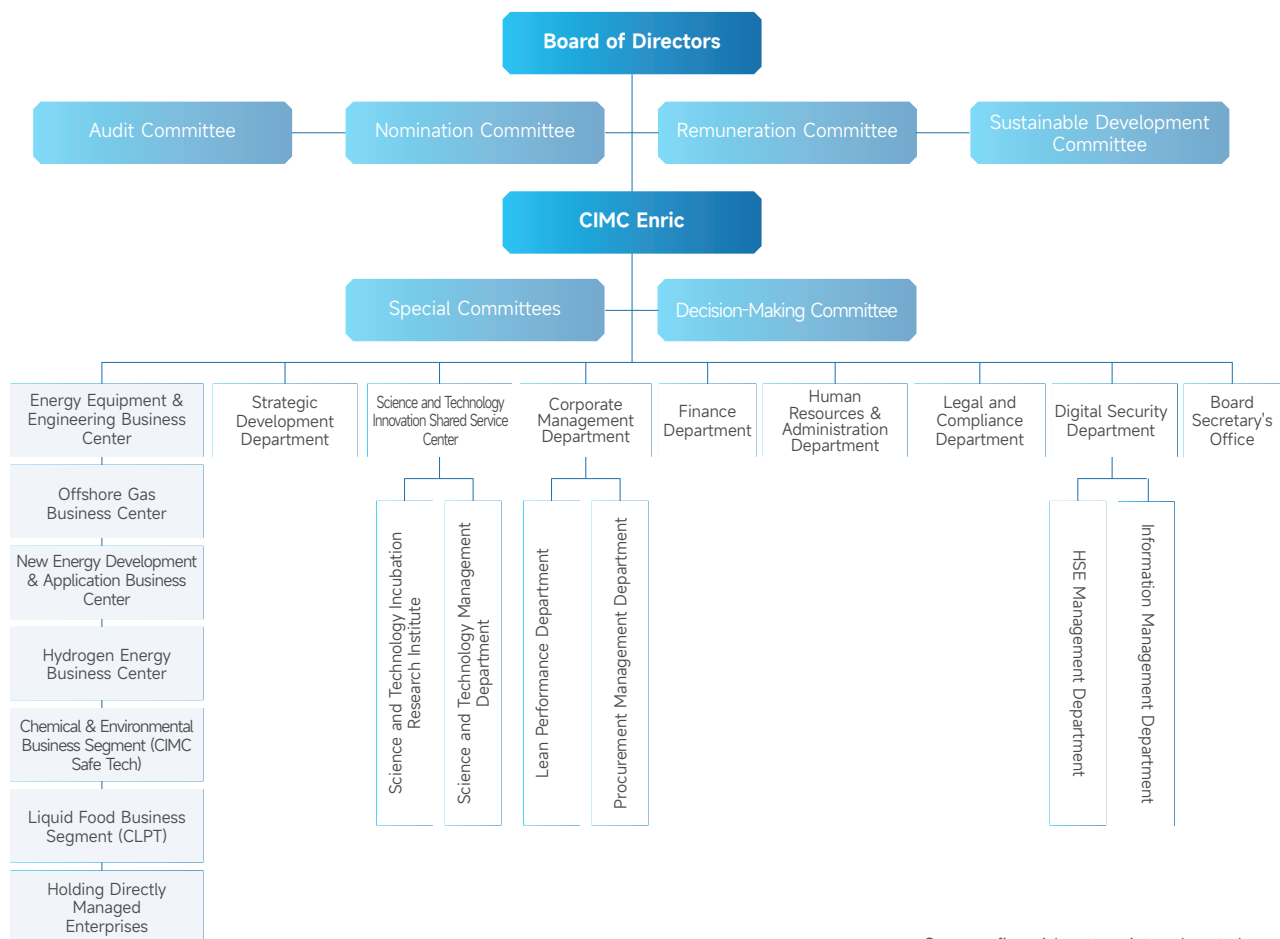 Board of Directors
Audit Committee
Nomination Committee
Remuneration Committee
Sustainable Development
Committee
CIMC Enric
Special Committees
Decision-Making Committee
Energy Equipment &
Engineering Business
Center
Strategic
Development
Department
Science and Technology
Innovation Shared Service
Center
Corporate
Management
Department
Finance
Department
Human
Resources &
Administration
Department
Legal and
Compliance
Department
Digital Security
Department
Board
Secretary's
Office
Offshore Gas
Business Center
New Energy Development
& Application Business
Center
Hydrogen Energy
Business Center
Chemical & Environmental
Business Segment (CIMC
Safe Tech)
Liquid Food Business
Segment (CLPT)
Holding Directly
Managed
Enterprises
Science and Technology Incubation
Research Institute
Science and Technology Management
Department
Lean Performance Department
Procurement Management Department
HSE Management Department
Information Management Department